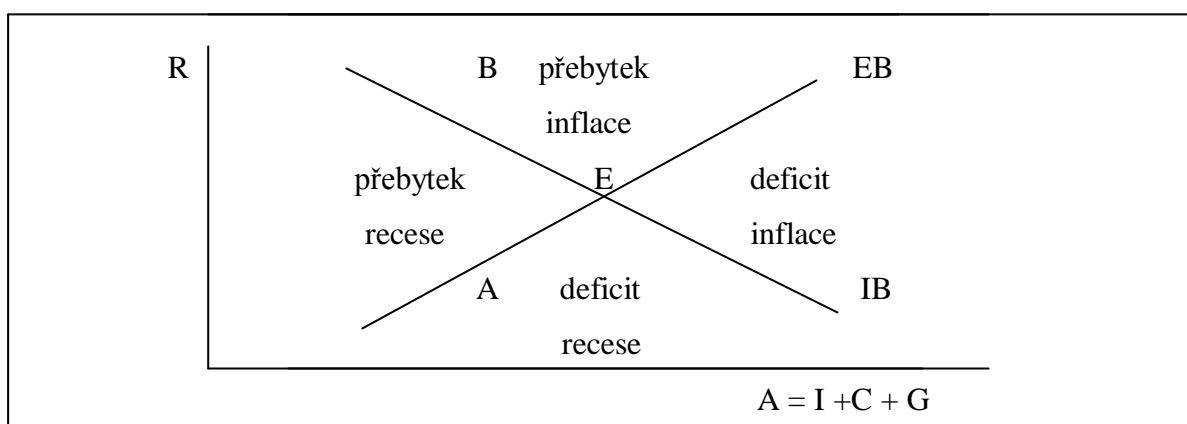 R B přebytek EB
inflace
přebytek E deficit
recese inflace
A deficit IB
recese
A = I +C + G